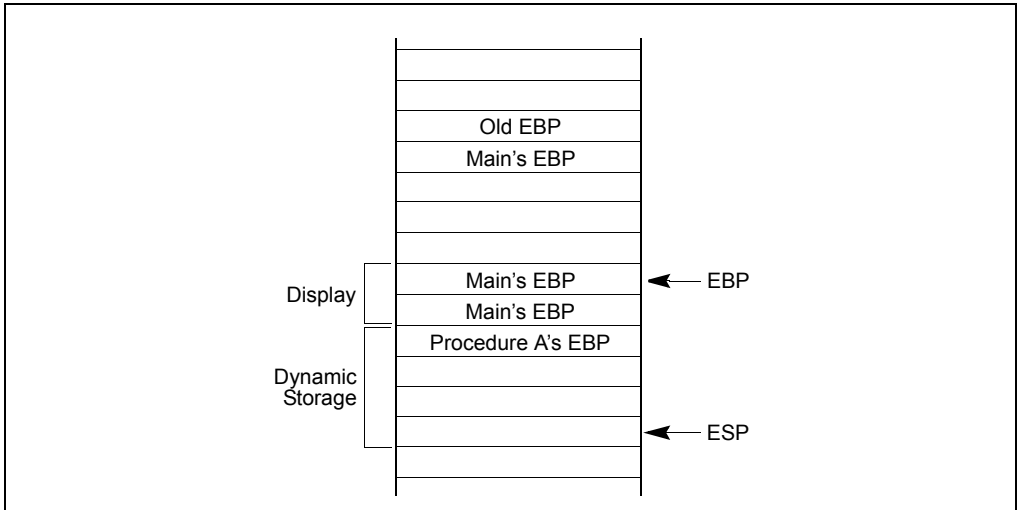 Old EBP
Main's EBP
Main's EBP
EBP
Display
Main's EBP
Procedure A's EBP
Dynamic
Storage
ESP